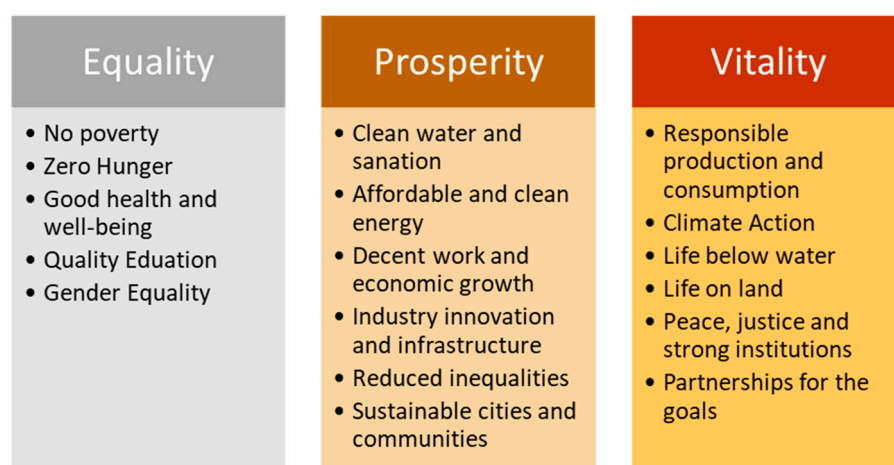 Equality
• No poverty
• Zero Hunger
• Good health and
well-being
• Quality Eduation
• Gender Equality
Prosperity
• Clean water and
sanation
• Affordable and clean
energy
• Decent work and
economic growth
• Industry innovation
and infrastructure
• Reduced inequalities
• Sustainable cities and
communities
Vitality
• Responsible
production and
consumption
• Climate Action
• Life below water
• Life on land
• Peace, justice and
strong institutions
• Partnerships for the
goals